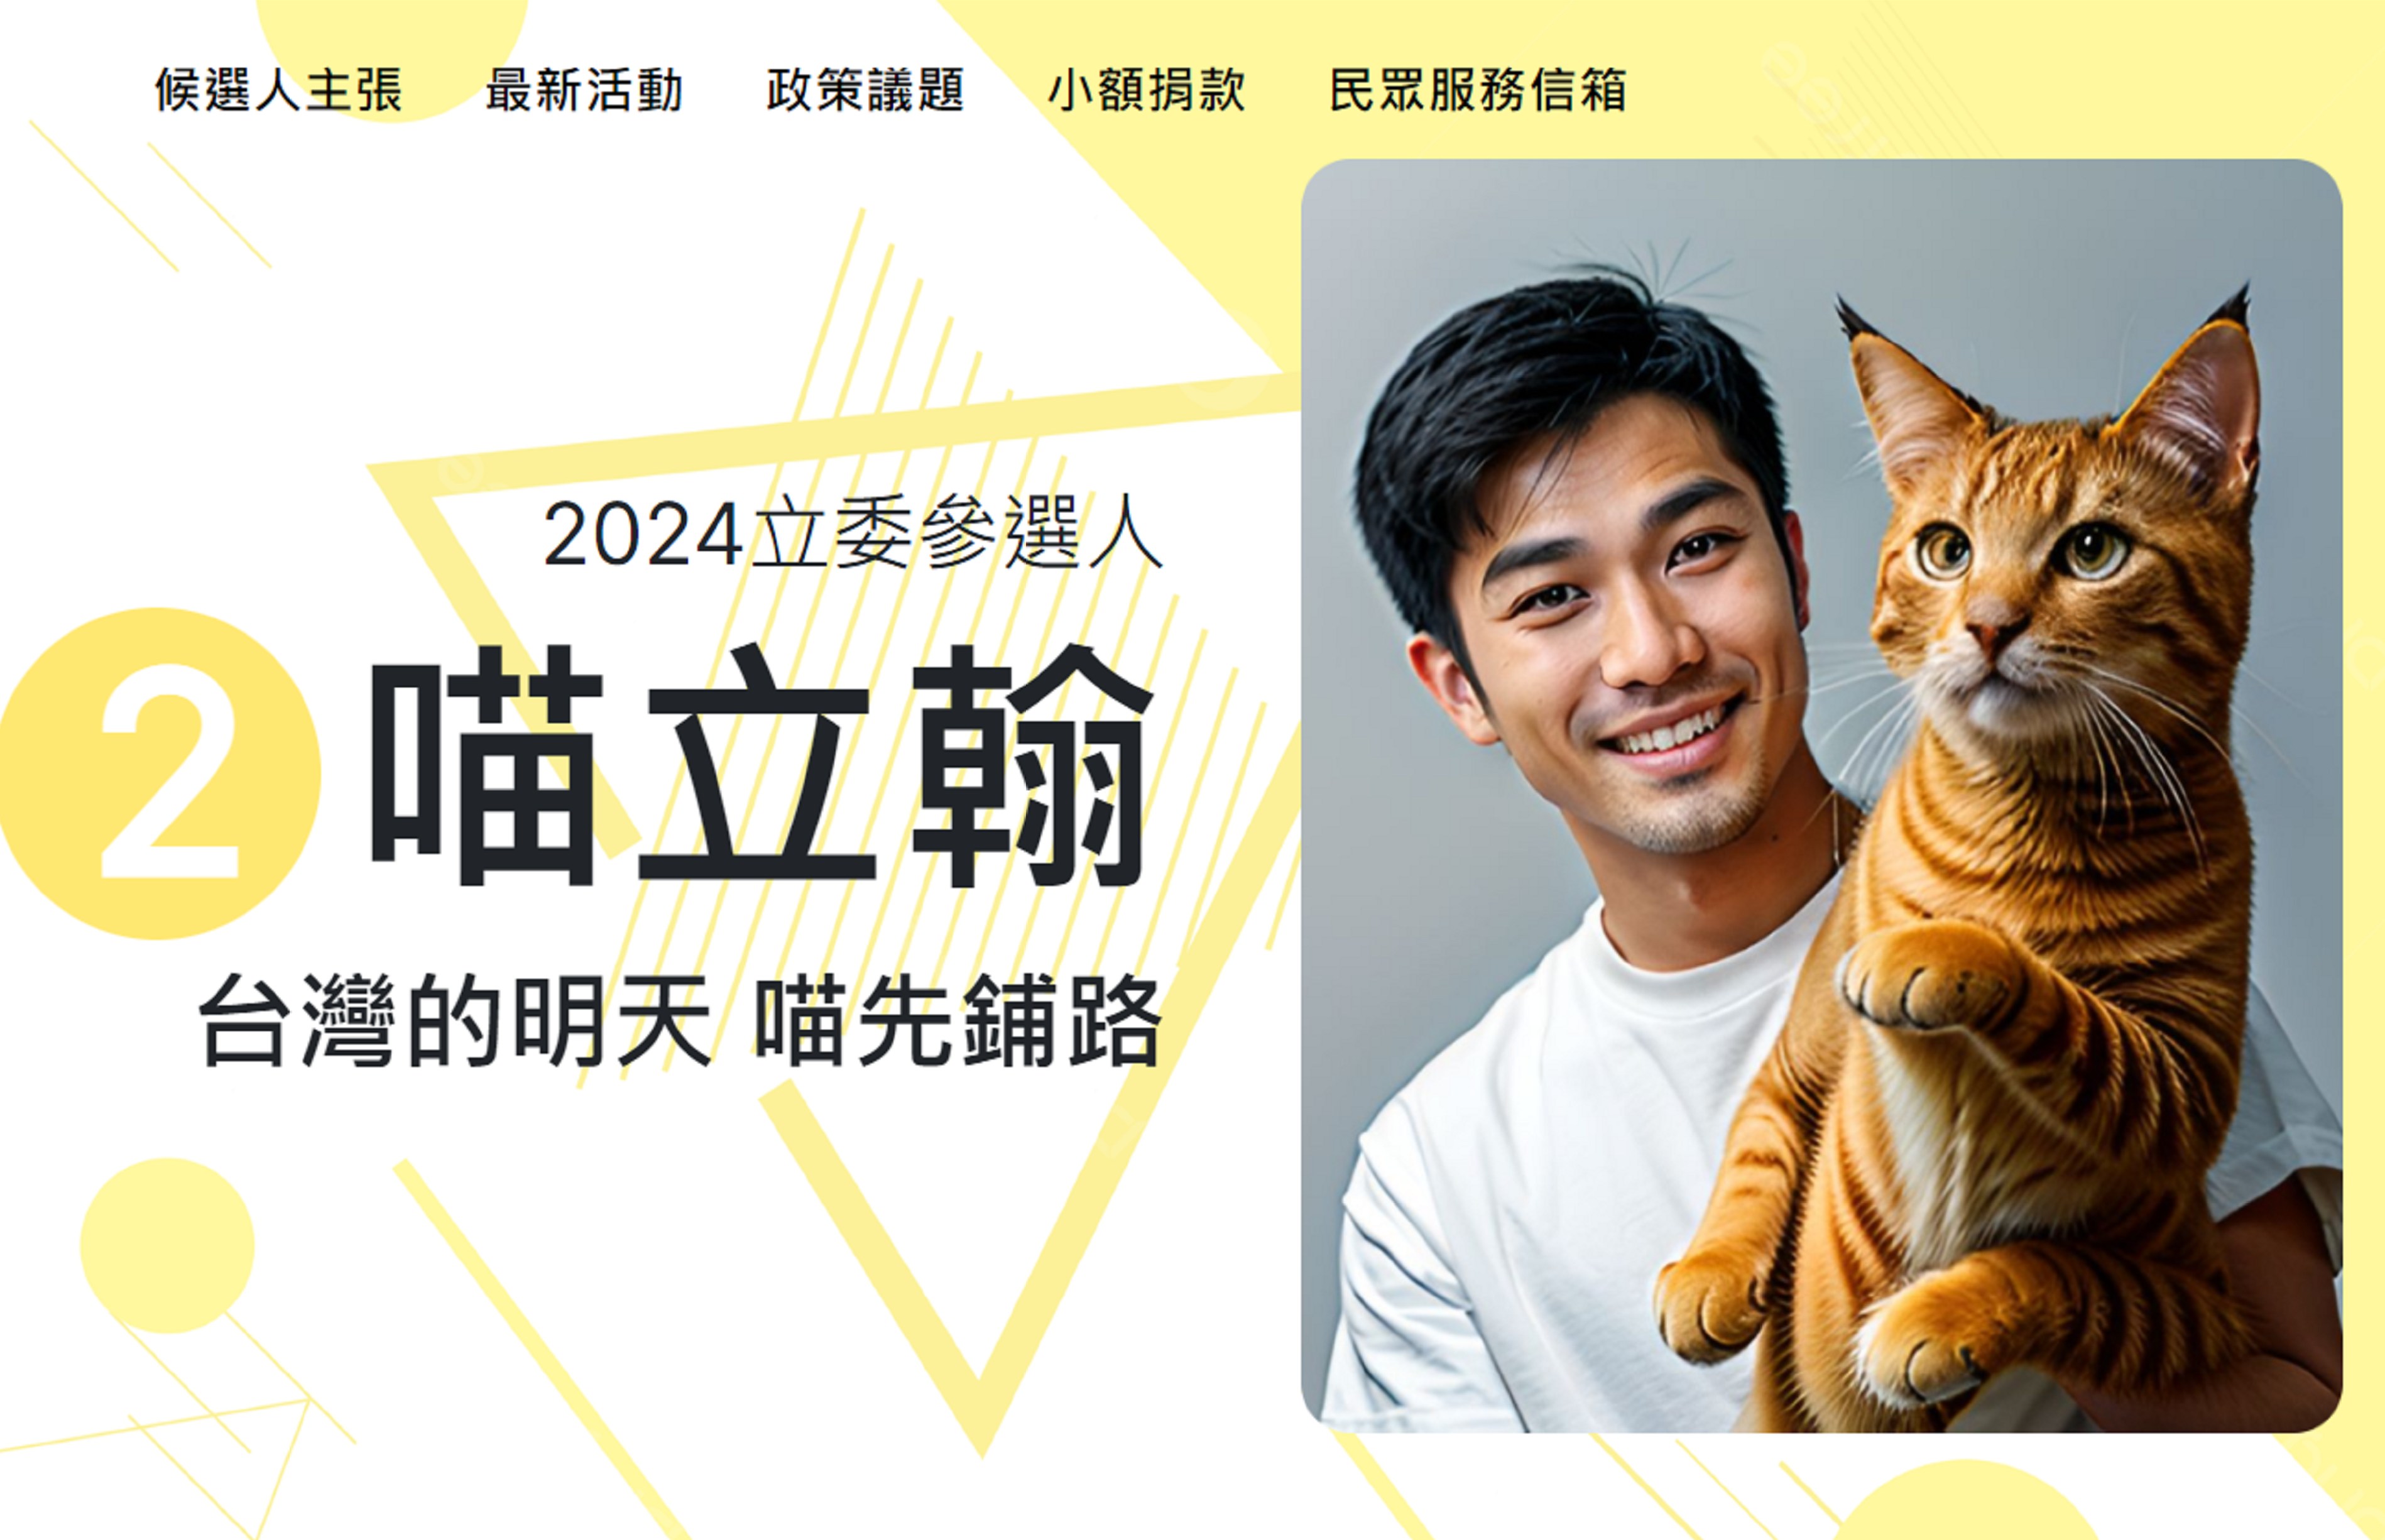 候選人主張 最新活動 政策議題 小額捐款 民眾服務信箱
2024立委參選人
2 喵立翰
台灣的明天 喵先鋪路